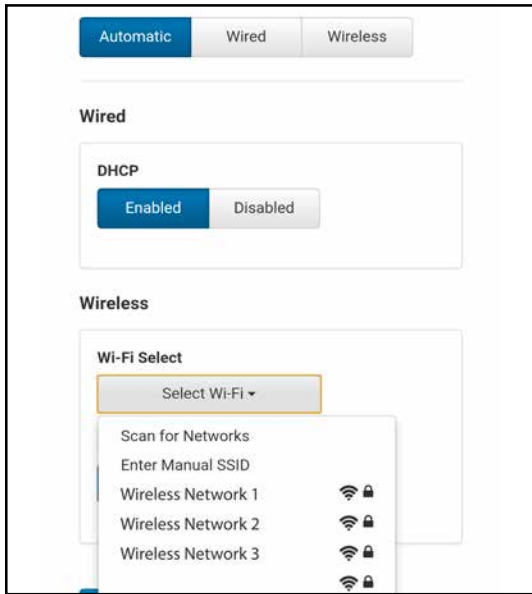 Automatic Wired Wireless
Wired
DHCP
Enabled Disabled
Wireless
Wi-Fi Select
Select Wi-Fi
Scan for Networks
Enter Manual SSID
Wireless Network 1
Wireless Network 2
Wireless Network 3